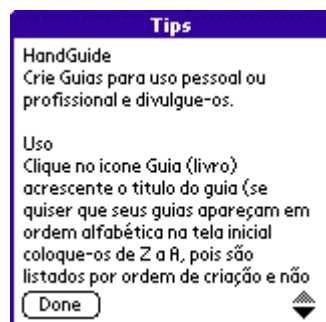 Tips
HandGuide
Crie Guias para uso pessoal ou
profissional e divulgue-os.
Uso
Clique no icone Guia (livro)
acrescente o titulo do guia (se
quiser que seus guias apareçam em
ordem alfabética na tela inicial
coloque-os de Z a A, pois são
listados por ordem de criação e não
Done